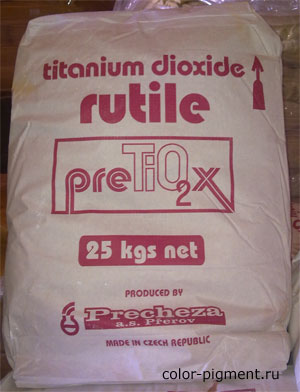 titanium dioxide
rutile
preTiO2x
25 kgs net
PRODUCED BY
Precheza
a.s. Přerov
MADE IN CZECH REPUBLIC
color-pigment.ru